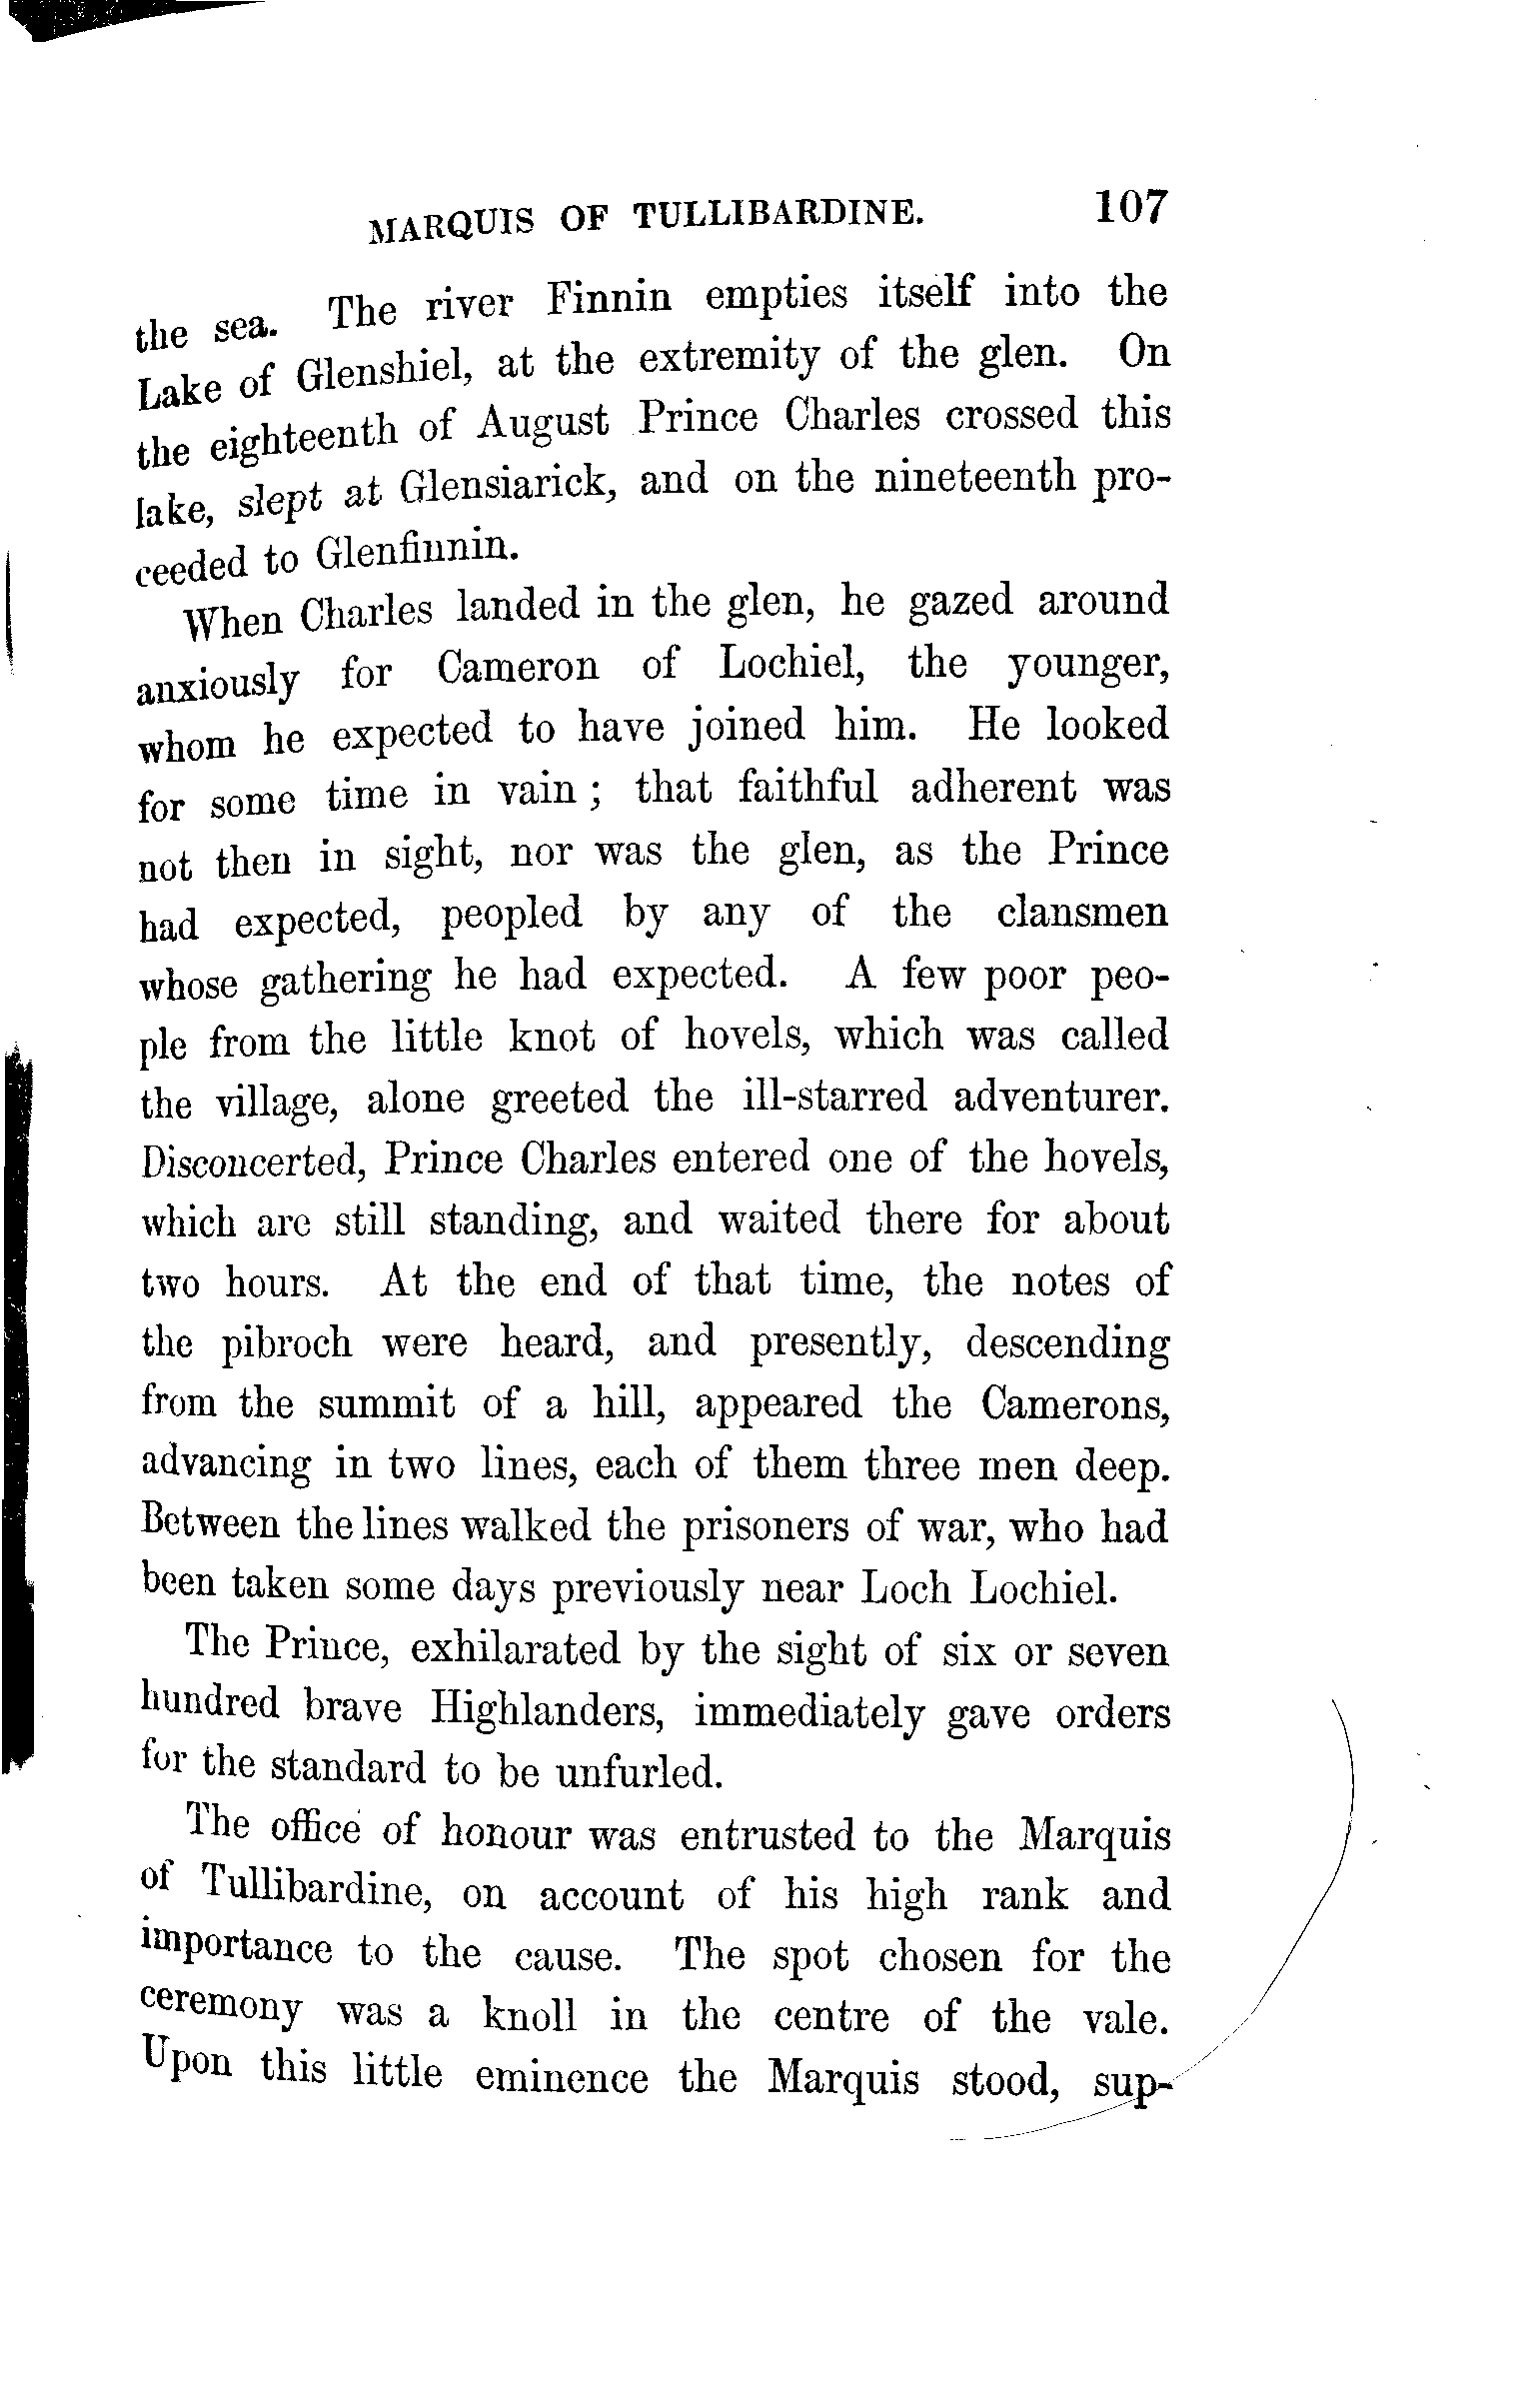 MARQUIS OF TULLIBARDINE. 107
the sea. The river Finnin empties itself into the
Lake of Glenshiel, at the extremity of the glen. On
the eighteenth of August Prince Charles crossed this
lake, slept at Glensiarick, and on the nineteenth pro-
ceeded to Glenfinnin.
When Charles landed in the glen, he gazed around
anxiously for Cameron of Lochiel, the younger,
whom he expected to have joined him. He looked
for some time in vain ; that faithful adherent was
not then in sight, nor was the glen, as the Prince
had expected, peopled by any of the clansmen
whose gathering he had expected. A few poor peo-
ple from the little knot of hovels, which was called
the village, alone greeted the ill-starred adventurer.
Disconcerted, Prince Charles entered one of the hovels,
which are still standing, and waited there for about
two hours. At the end of that time, the notes of
the pibroch were heard, and presently, descending
from the summit of a hill, appeared the Camerons,
advancing in two lines, each of them three men deep.
Between the lines walked the prisoners of war, who had
been taken some days previously near Loch Lochiel.
The Prince, exhilarated by the sight of six or seven
hundred brave Highlanders, immediately gave orders
for the standard to be unfurled.
The office of honour was entrusted to the Marquis
of Tullibardine, on account of his high rank and
importance to the cause. The spot chosen for the
ceremony was a knoll in the centre of the vale.
Upon this little eminence the Marquis stood, sup-